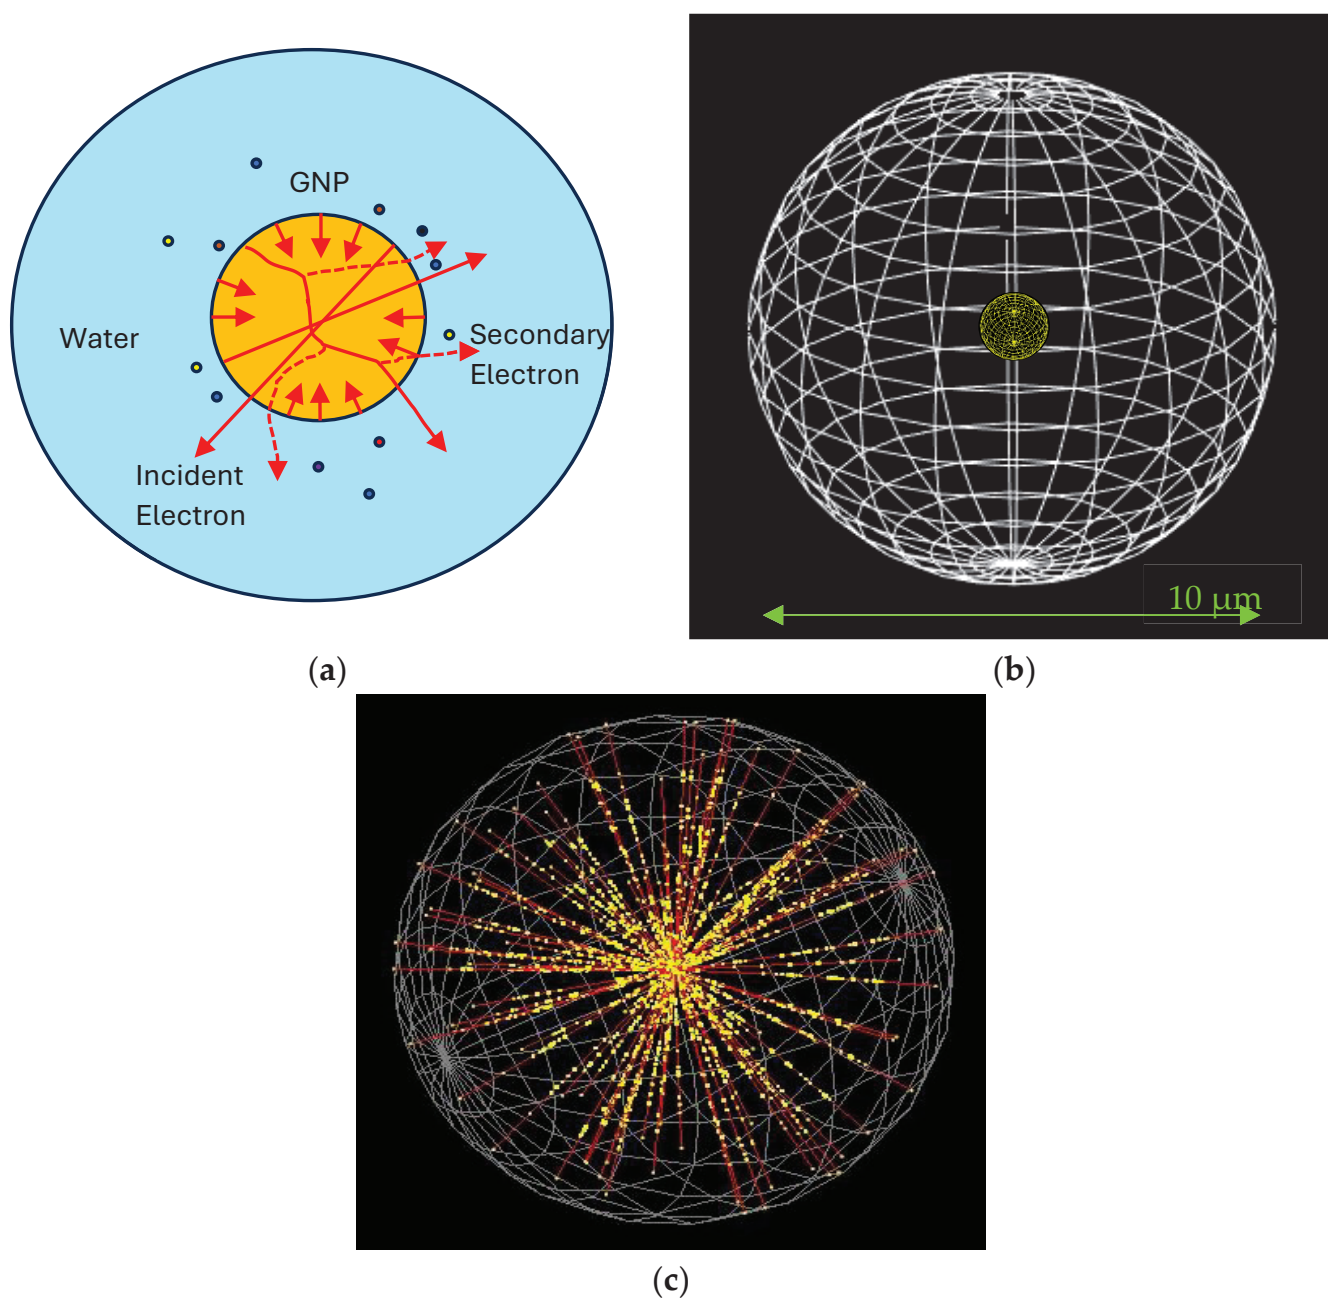 GNP
Water
Secondary
Electron
Incident
Electron
10 μm
(a)
(b)
(c)